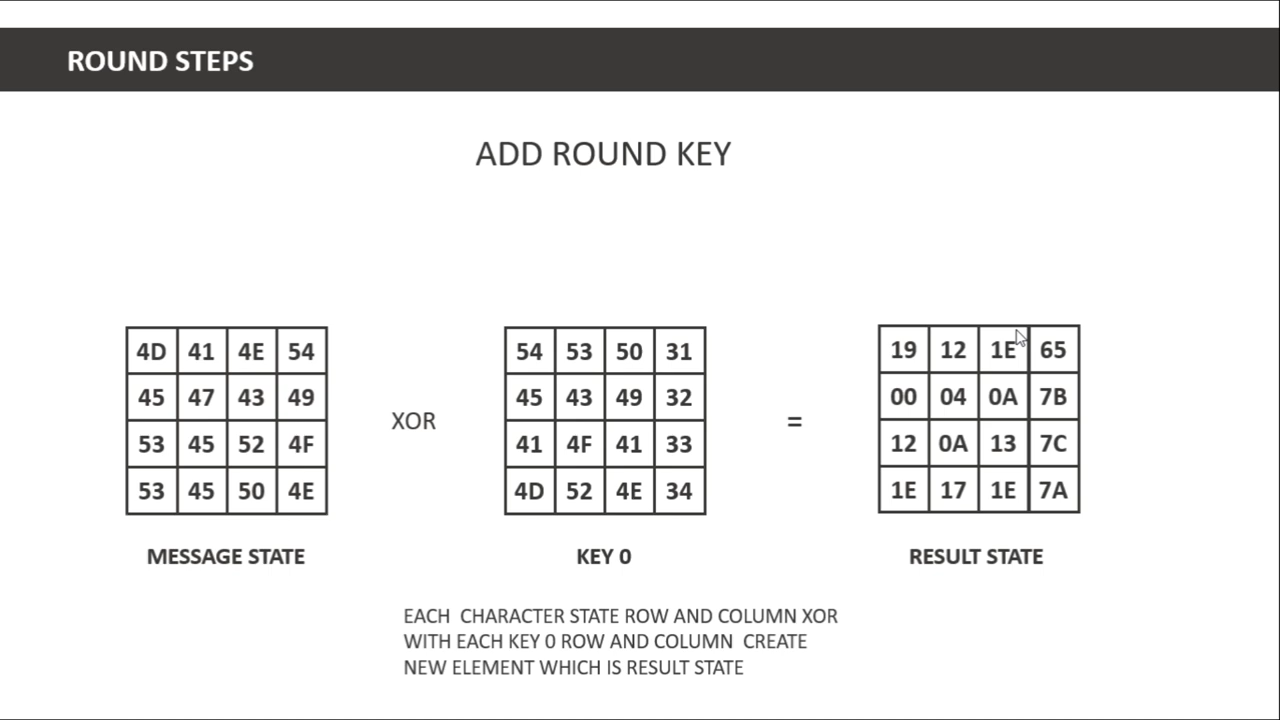 ROUND STEPS
ADD ROUND KEY
4D 41 4E 54
45 47 43 49
53 45 52 4F
53 45 50 4E
XOR
54 53 50 31
45 43 49 32
41 4F 41 33
4D 52 4E 34
=
19 12 1E 65
00 04 0A 7B
12 0A 13 7C
1E 17 1E 7A
MESSAGE STATE
KEY 0
RESULT STATE
EACH CHARACTER STATE ROW AND COLUMN XOR
WITH EACH KEY 0 ROW AND COLUMN CREATE
NEW ELEMENT WHICH IS RESULT STATE